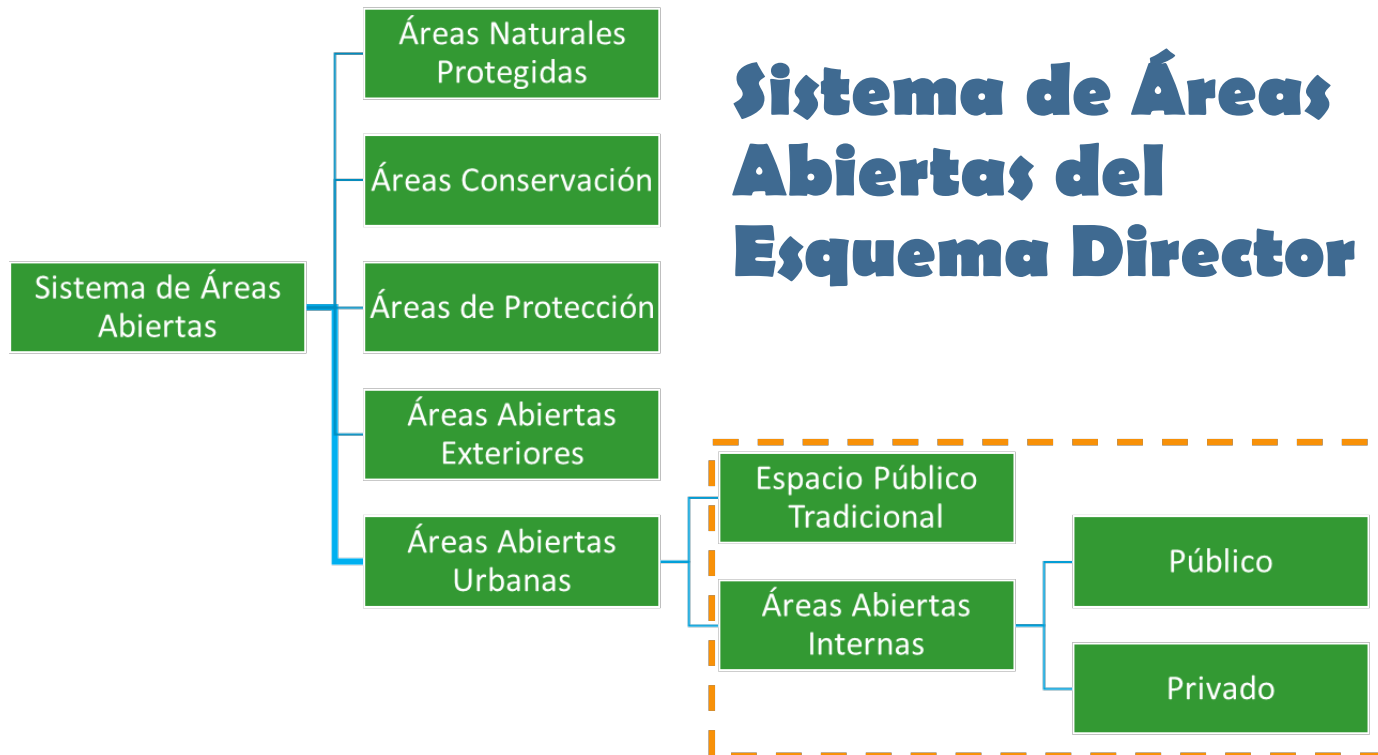 Sistema de Áreas
Abiertas del
Esquema Director
Sistema de Áreas
Abiertas
Áreas Naturales
Protegidas
Áreas Conservación
Áreas de Protección
Áreas Abiertas
Exteriores
Áreas Abiertas
Urbanas
Espacio Público
Tradicional
Áreas Abiertas
Internas
Público
Privado